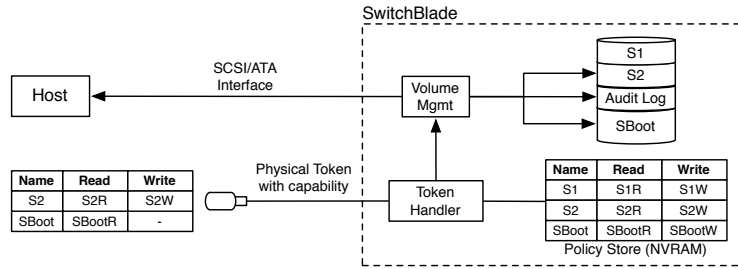 SwitchBlade
SCSI/ATA
Interface
Host
Volume
Mgmt
S1
S2
Audit Log
SBoot
Physical Token
with capability
Token
Handler
Name Read Write
S2 S2R S2W
SBoot SBootR -
Name Read Write
S1 S1R S1W
S2 S2R S2W
SBoot SBootR SBootW
Policy Store (NVRAM)